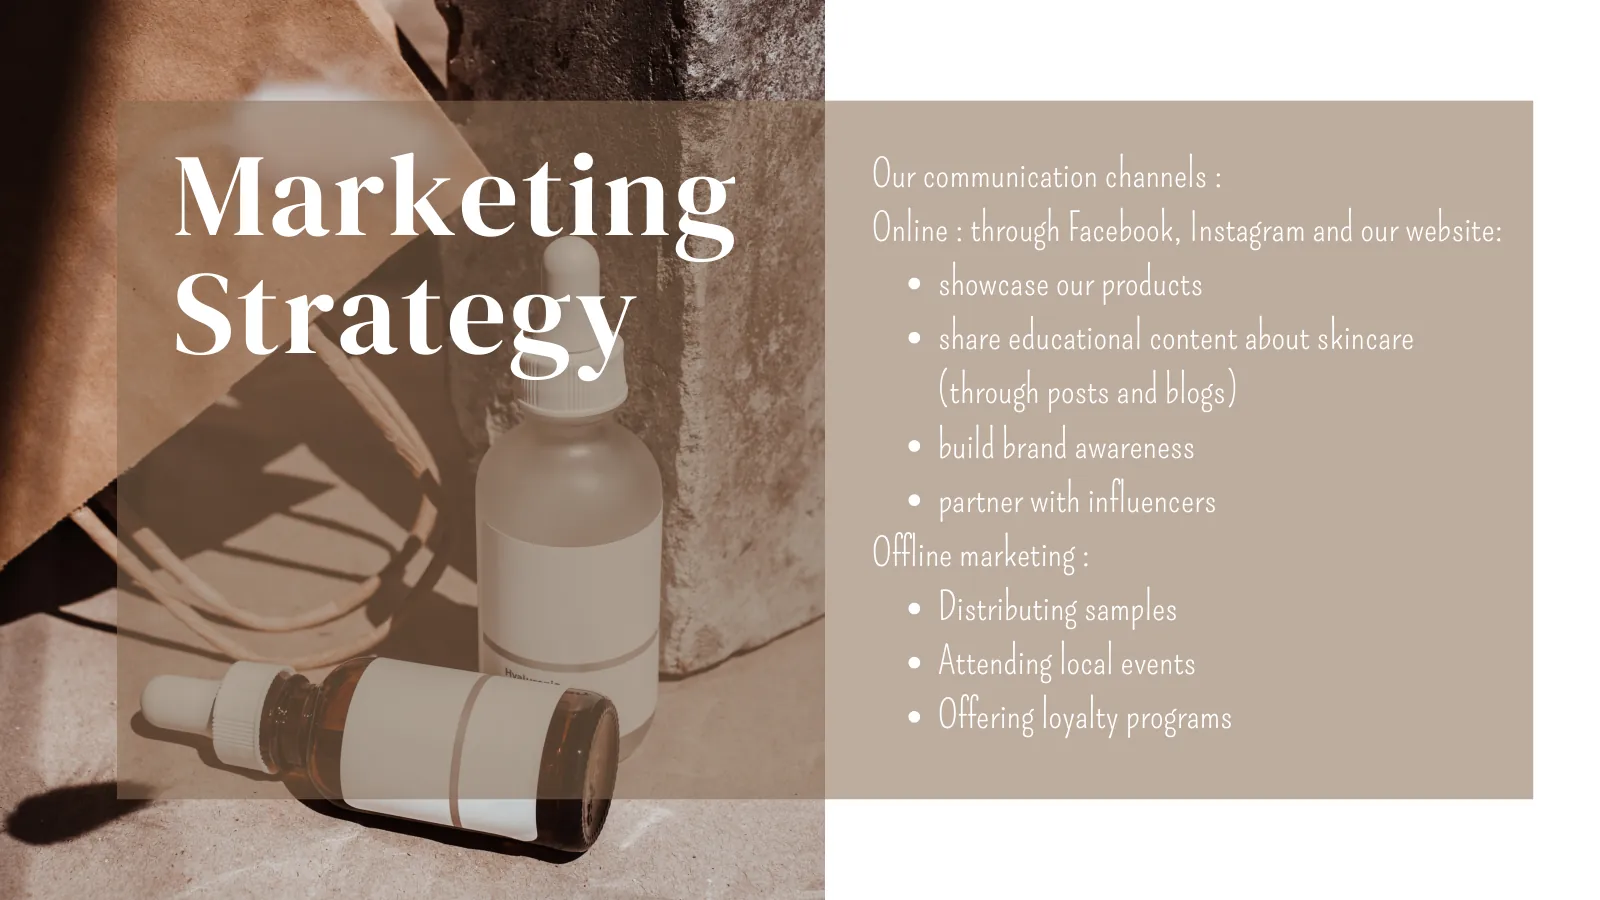 Marketing
Strategy
Our communication channels :
Online : through Facebook, Instagram and our website:
• showcase our products
• share educational content about skincare
(through posts and blogs)
• build brand awareness
• partner with influencers
Offline marketing :
• Distributing samples
• Attending local events
• Offering loyalty programs